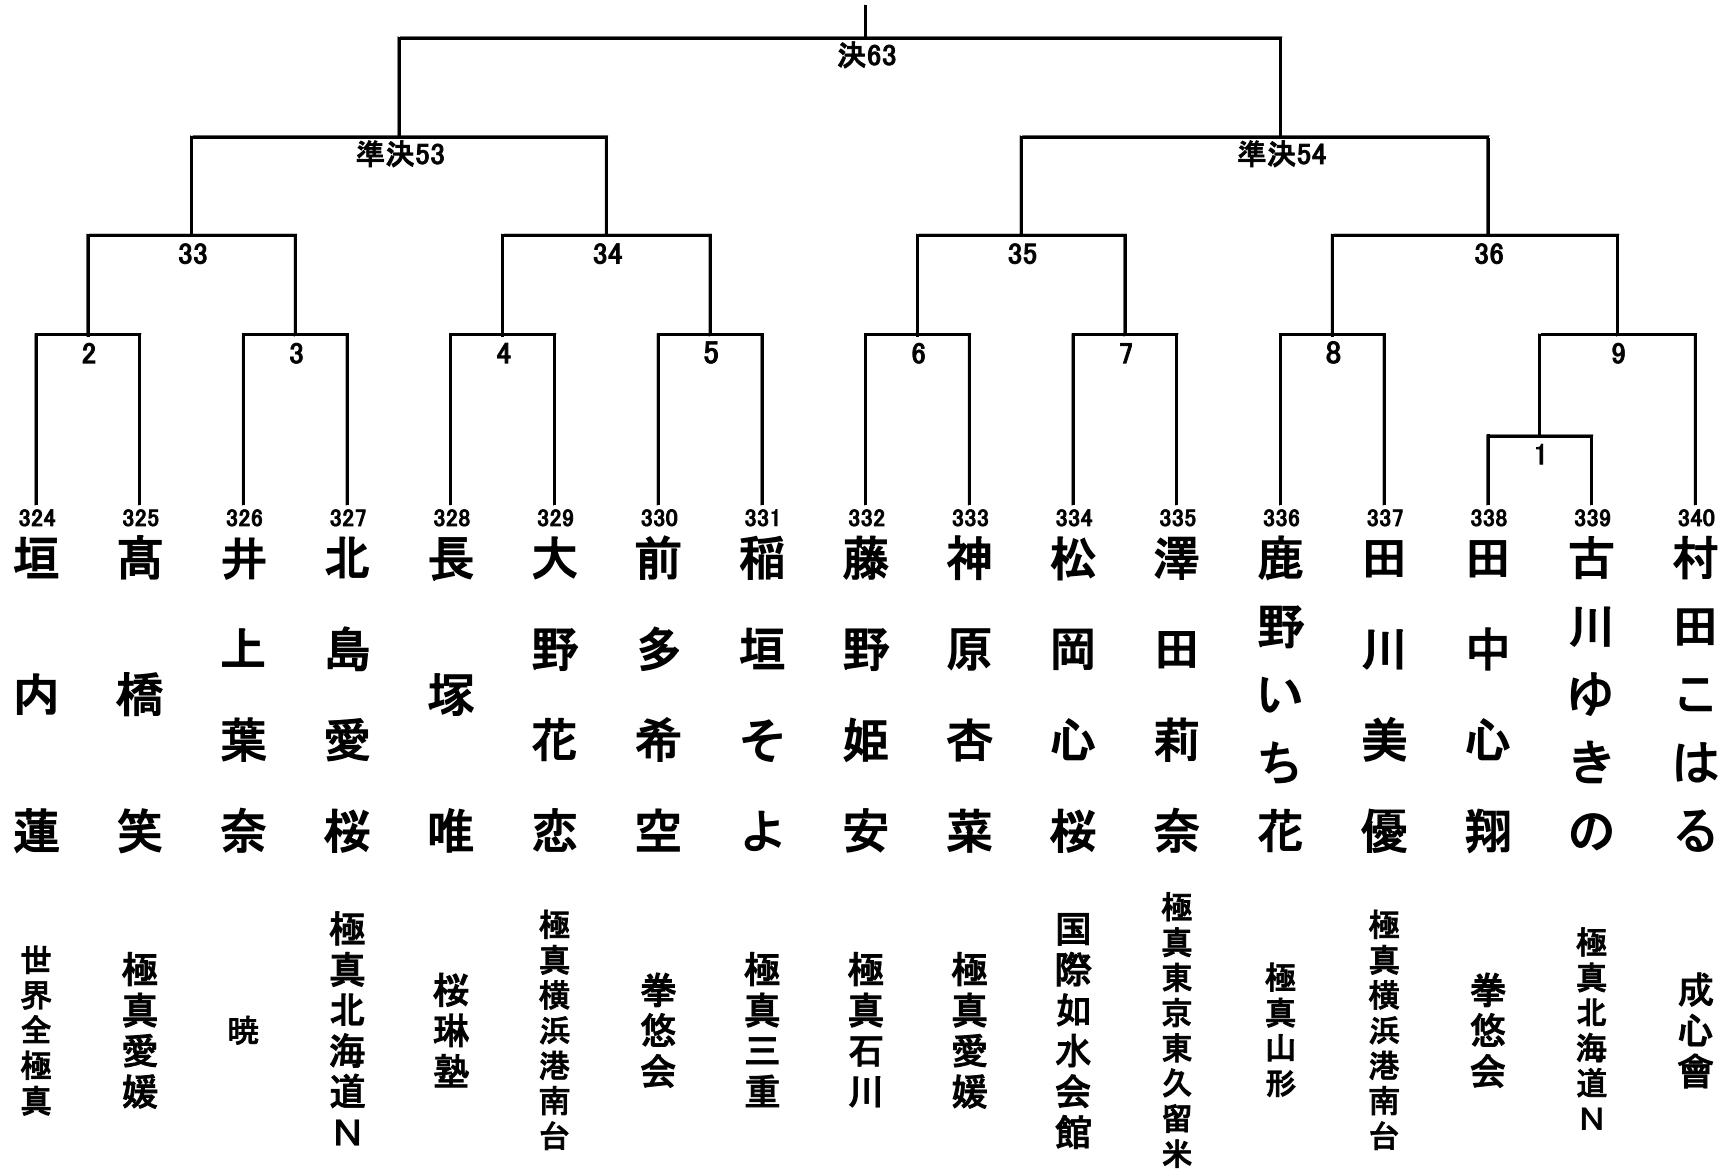 決63
準決53
準決54
33
34
35
36
2
3
4
5
6
7
8
9
1
324
325
326
327
328
329
330
331
332
333
334
335
336
337
338
339
340
垣内蓮
髙橋笑
井上葉奈
北島愛桜
長塚唯
大野花恋
前多希空
稲垣そよ
藤野姫安
神原杏菜
松岡心桜
澤田莉奈
鹿野いち花
田川美優
田中心翔
古川ゆきの
村田こはる
世界全極真
極真愛媛
暁
極真北海道N
桜琳塾
極真横浜港南台
拳悠会
極真三重
極真石川
極真愛媛
国際如水会館
極真東京東久留米
極真山形
極真横浜港南台
拳悠会
極真北海道N
成心會